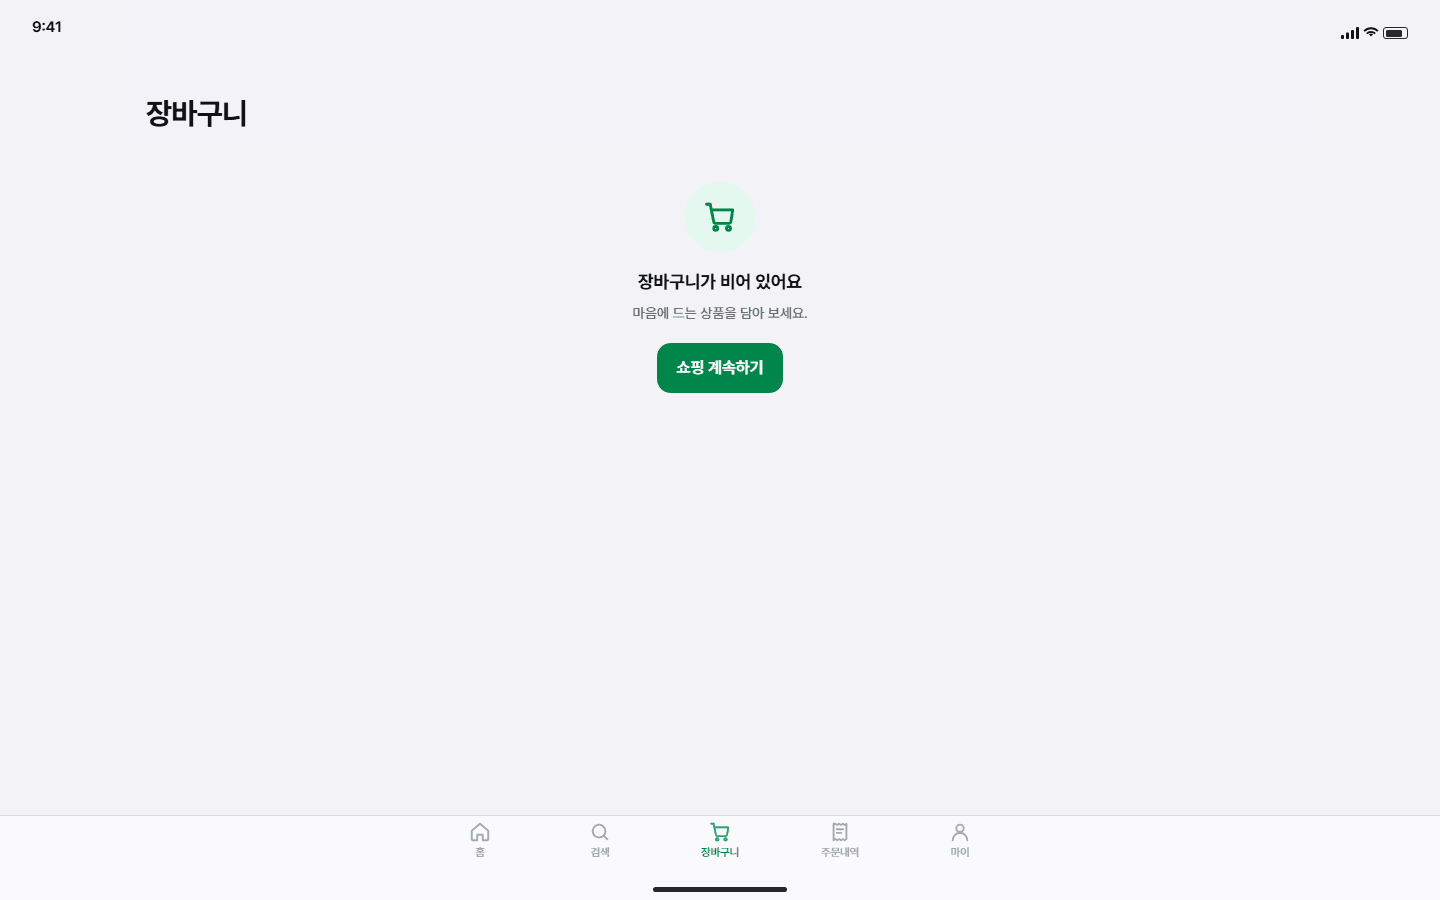 9:41
장바구니
장바구니가 비어 있어요
마음에 드는 상품을 담아 보세요.
쇼핑 계속하기
홈
검색
장바구니
주문내역
마이